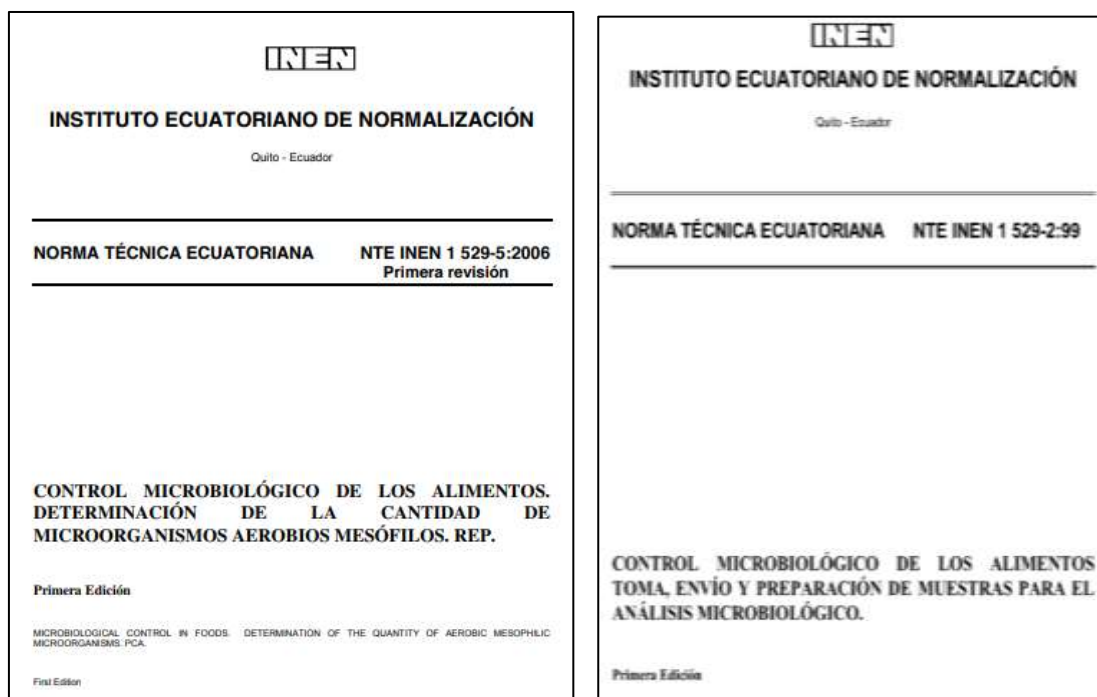 INEN
INSTITUTO ECUATORIANO DE NORMALIZACIÓN
Quito - Ecuador
NORMA TÉCNICA ECUATORIANA NTE INEN 1 529-5:2006
Primera revisión
CONTROL MICROBIOLÓGICO DE LOS ALIMENTOS.
DETERMINACIÓN DE LA CANTIDAD DE
MICROORGANISMOS AEROBIOS MESÓFILOS. REP.
Primera Edición
MICROBIOLOGICAL CONTROL IN FOODS. DETERMINATION OF THE QUANTITY OF AEROBIC MESOPHILIC
MICROORGANISMS. PCA.
First Edition
INEN
INSTITUTO ECUATORIANO DE NORMALIZACIÓN
Quito - Ecuador
NORMA TÉCNICA ECUATORIANA NTE INEN 1 529-2:99
CONTROL MICROBIOLÓGICO DE LOS ALIMENTOS
TOMA, ENVÍO Y PREPARACIÓN DE MUESTRAS PARA EL
ANÁLISIS MICROBIOLÓGICO.
Primera Edición